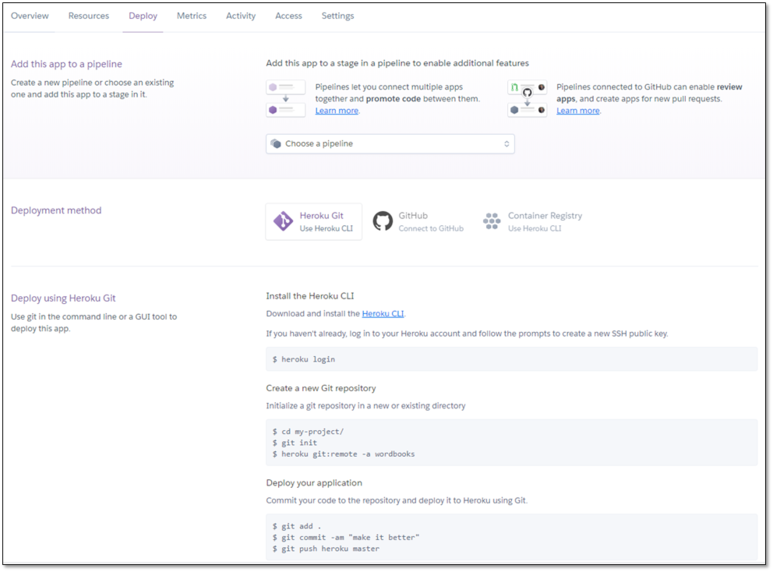 Overview Resources Deploy Metrics Activity Access Settings
Add this app to a pipeline
Create a new pipeline or choose an existing
one and add this app to a stage in it.
Add this app to a stage in a pipeline to enable additional features
Pipelines let you connect multiple apps
together and promote code between them.
Learn more.
Pipelines connected to GitHub can enable review
apps, and create apps for new pull requests.
Learn more.
Choose a pipeline
Deployment method
Heroku Git
Use Heroku CLI
GitHub
Connect to GitHub
Container Registry
Use Heroku CLI
Deploy using Heroku Git
Use git in the command line or a GUI tool to
deploy this app.
Install the Heroku CLI
Download and install the Heroku CLI.
If you haven't already, log in to your Heroku account and follow the prompts to create a new SSH public key.
$ heroku login
Create a new Git repository
Initialize a git repository in a new or existing directory
$ cd my-project/
$ git init
$ heroku git:remote -a wordbooks
Deploy your application
Commit your code to the repository and deploy it to Heroku using Git.
$ git add .
$ git commit -am "make it better"
$ git push heroku master